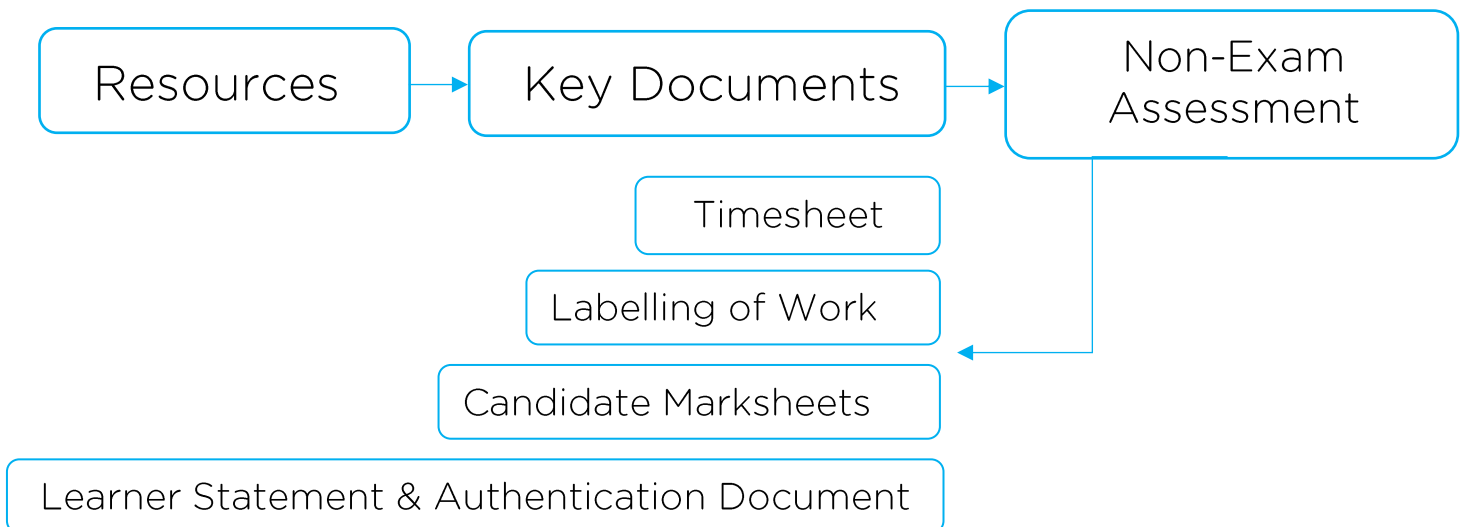 Resources
Key Documents
Non-Exam
Assessment
Timesheet
Labelling of Work
Candidate Marksheets
Learner Statement & Authentication Document